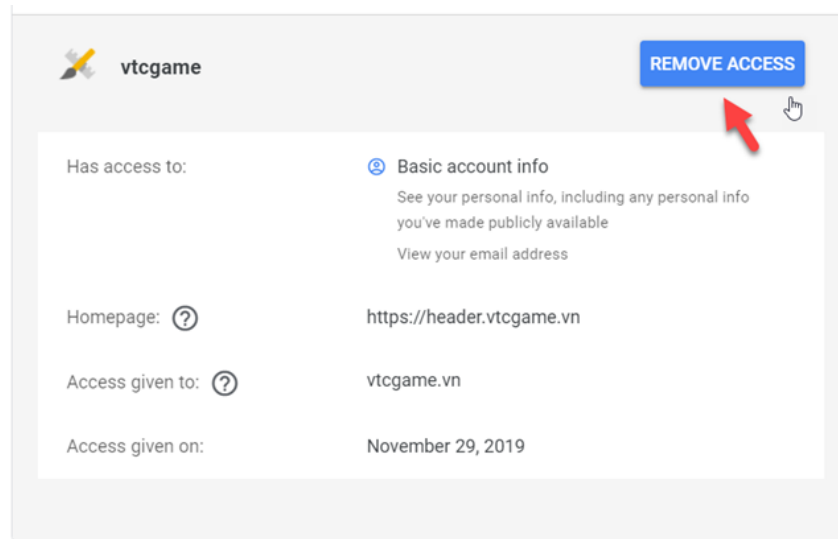 vtcgame
REMOVE ACCESS
Has access to:
Basic account info
See your personal info, including any personal info
you've made publicly available
View your email address
Homepage: ?
https://header.vtcgame.vn
Access given to: ?
vtcgame.vn
Access given on:
November 29, 2019